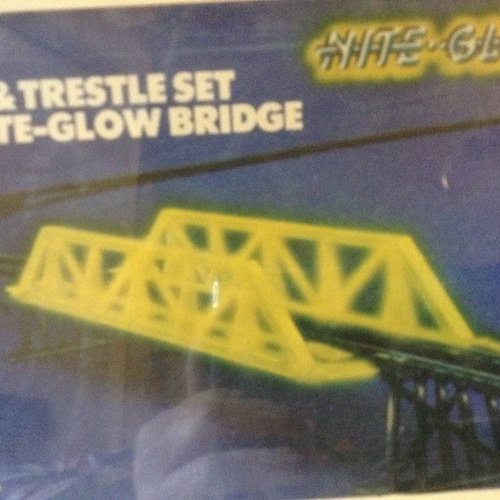 NITE-GL
& TRESTLE SET
TE-GLOW BRIDGE